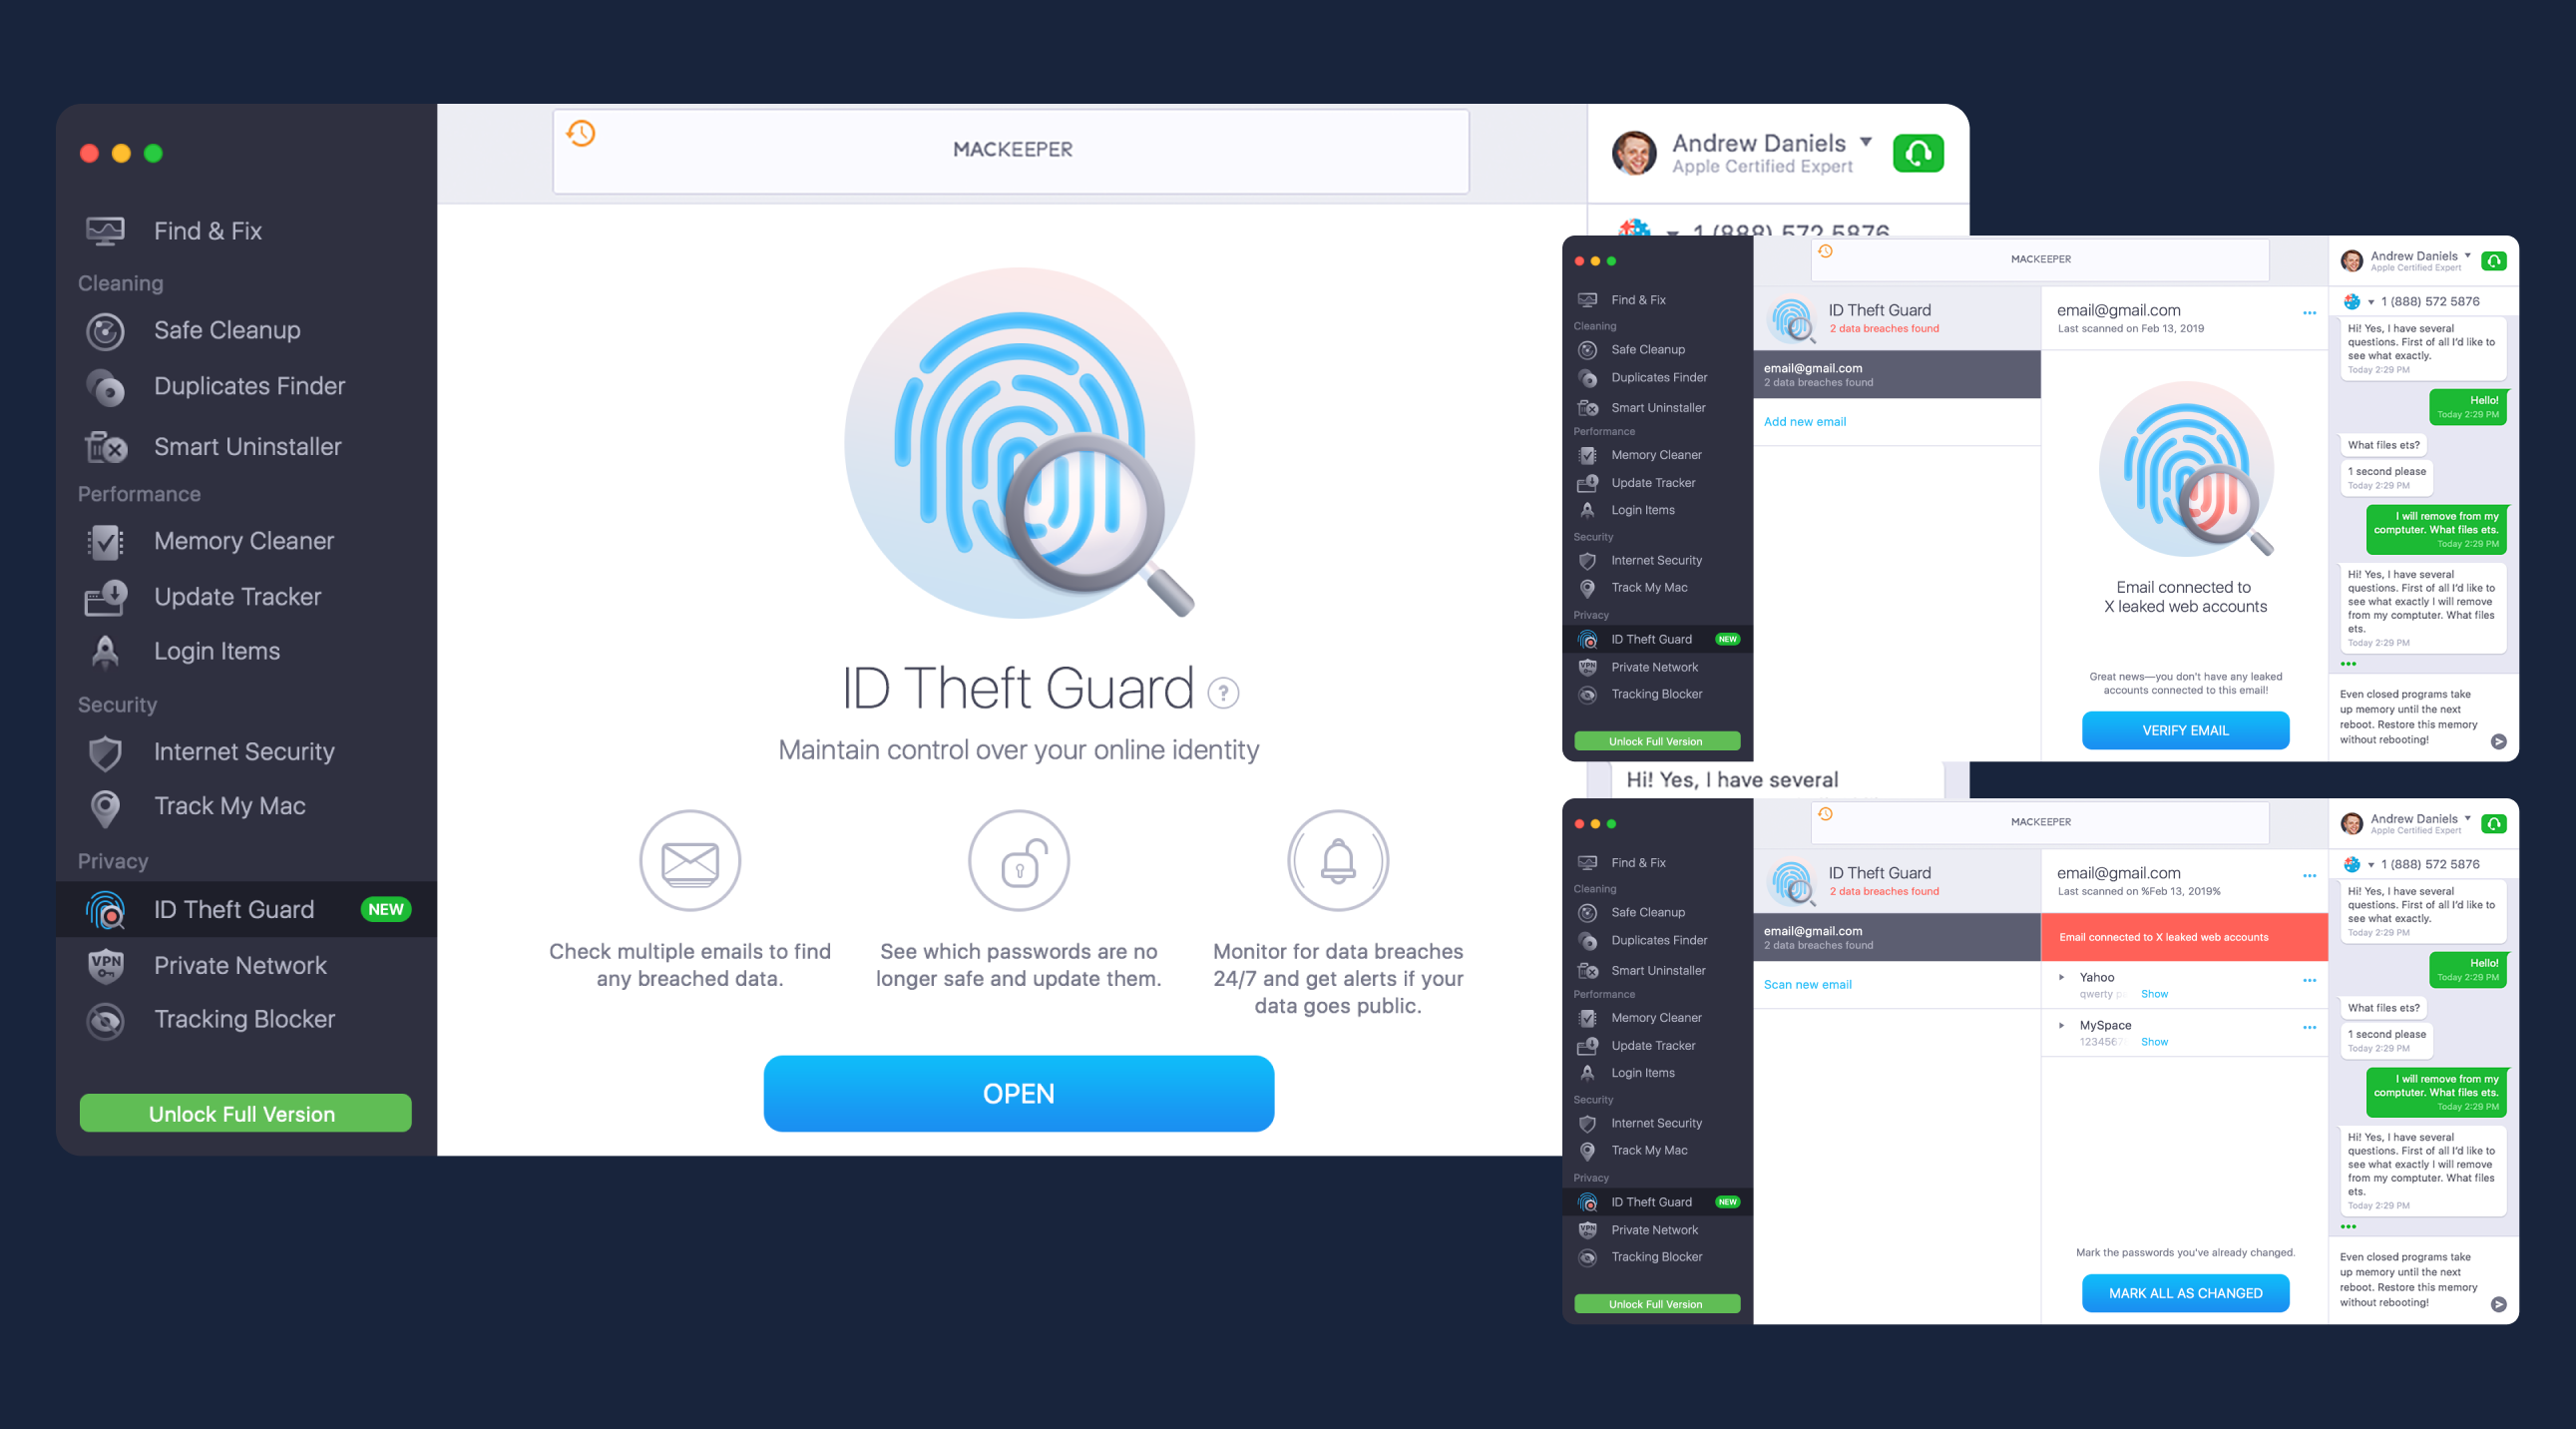 MACKEEPER
Andrew Daniels
Apple Certified Expert
1 (888) 572 5876
Find & Fix
Cleaning
Safe Cleanup
Duplicates Finder
Smart Uninstaller
Performance
Memory Cleaner
Update Tracker
Login Items
Security
Internet Security
Track My Mac
Privacy
ID Theft Guard
NEW
VPN
Private Network
Tracking Blocker
Unlock Full Version
ID Theft Guard ?
Maintain control over your online identity
Check multiple emails to find
any breached data.
See which passwords are no
longer safe and update them.
Monitor for data breaches
24/7 and get alerts if your
data goes public.
OPEN
Hi! Yes, I have several
MACKEEPER
Andrew Daniels
Apple Certified Expert
1 (888) 572 5876
Find & Fix
Cleaning
Safe Cleanup
Duplicates Finder
Smart Uninstaller
Performance
Memory Cleaner
Update Tracker
Login Items
Security
Internet Security
Track My Mac
Privacy
ID Theft Guard
NEW
VPN
Private Network
Tracking Blocker
Unlock Full Version
ID Theft Guard
2 data breaches found
email@gmail.com
2 data breaches found
Add new email
email@gmail.com
Last scanned on Feb 13, 2019
Email connected to
X leaked web accounts
Great news—you don't have any leaked
accounts connected to this email!
VERIFY EMAIL
Hi! Yes, I have several
questions. First of all I'd like to
see what exactly.
Today 2:29 PM
Hello!
Today 2:29 PM
What files ets?
1 second please
Today 2:29 PM
I will remove from my
comptuter. What files ets.
Today 2:29 PM
Hi! Yes, I have several
questions. First of all I'd like to
see what exactly I will remove
from my comptuter. What files
ets.
Today 2:29 PM
Even closed programs take
up memory until the next
reboot. Restore this memory
without rebooting!
MACKEEPER
Andrew Daniels
Apple Certified Expert
1 (888) 572 5876
Find & Fix
Cleaning
Safe Cleanup
Duplicates Finder
Smart Uninstaller
Performance
Memory Cleaner
Update Tracker
Login Items
Security
Internet Security
Track My Mac
Privacy
ID Theft Guard
NEW
VPN
Private Network
Tracking Blocker
Unlock Full Version
ID Theft Guard
2 data breaches found
email@gmail.com
2 data breaches found
Scan new email
email@gmail.com
Last scanned on %Feb 13, 2019%
Email connected to X leaked web accounts
Yahoo
qwerty Show
MySpace
1234567 Show
Mark the passwords you've already changed.
MARK ALL AS CHANGED
Hi! Yes, I have several
questions. First of all I'd like to
see what exactly.
Today 2:29 PM
Hello!
Today 2:29 PM
What files ets?
1 second please
Today 2:29 PM
I will remove from my
comptuter. What files ets.
Today 2:29 PM
Hi! Yes, I have several
questions. First of all I'd like to
see what exactly I will remove
from my comptuter. What files
ets.
Today 2:29 PM
Even closed programs take
up memory until the next
reboot. Restore this memory
without rebooting!